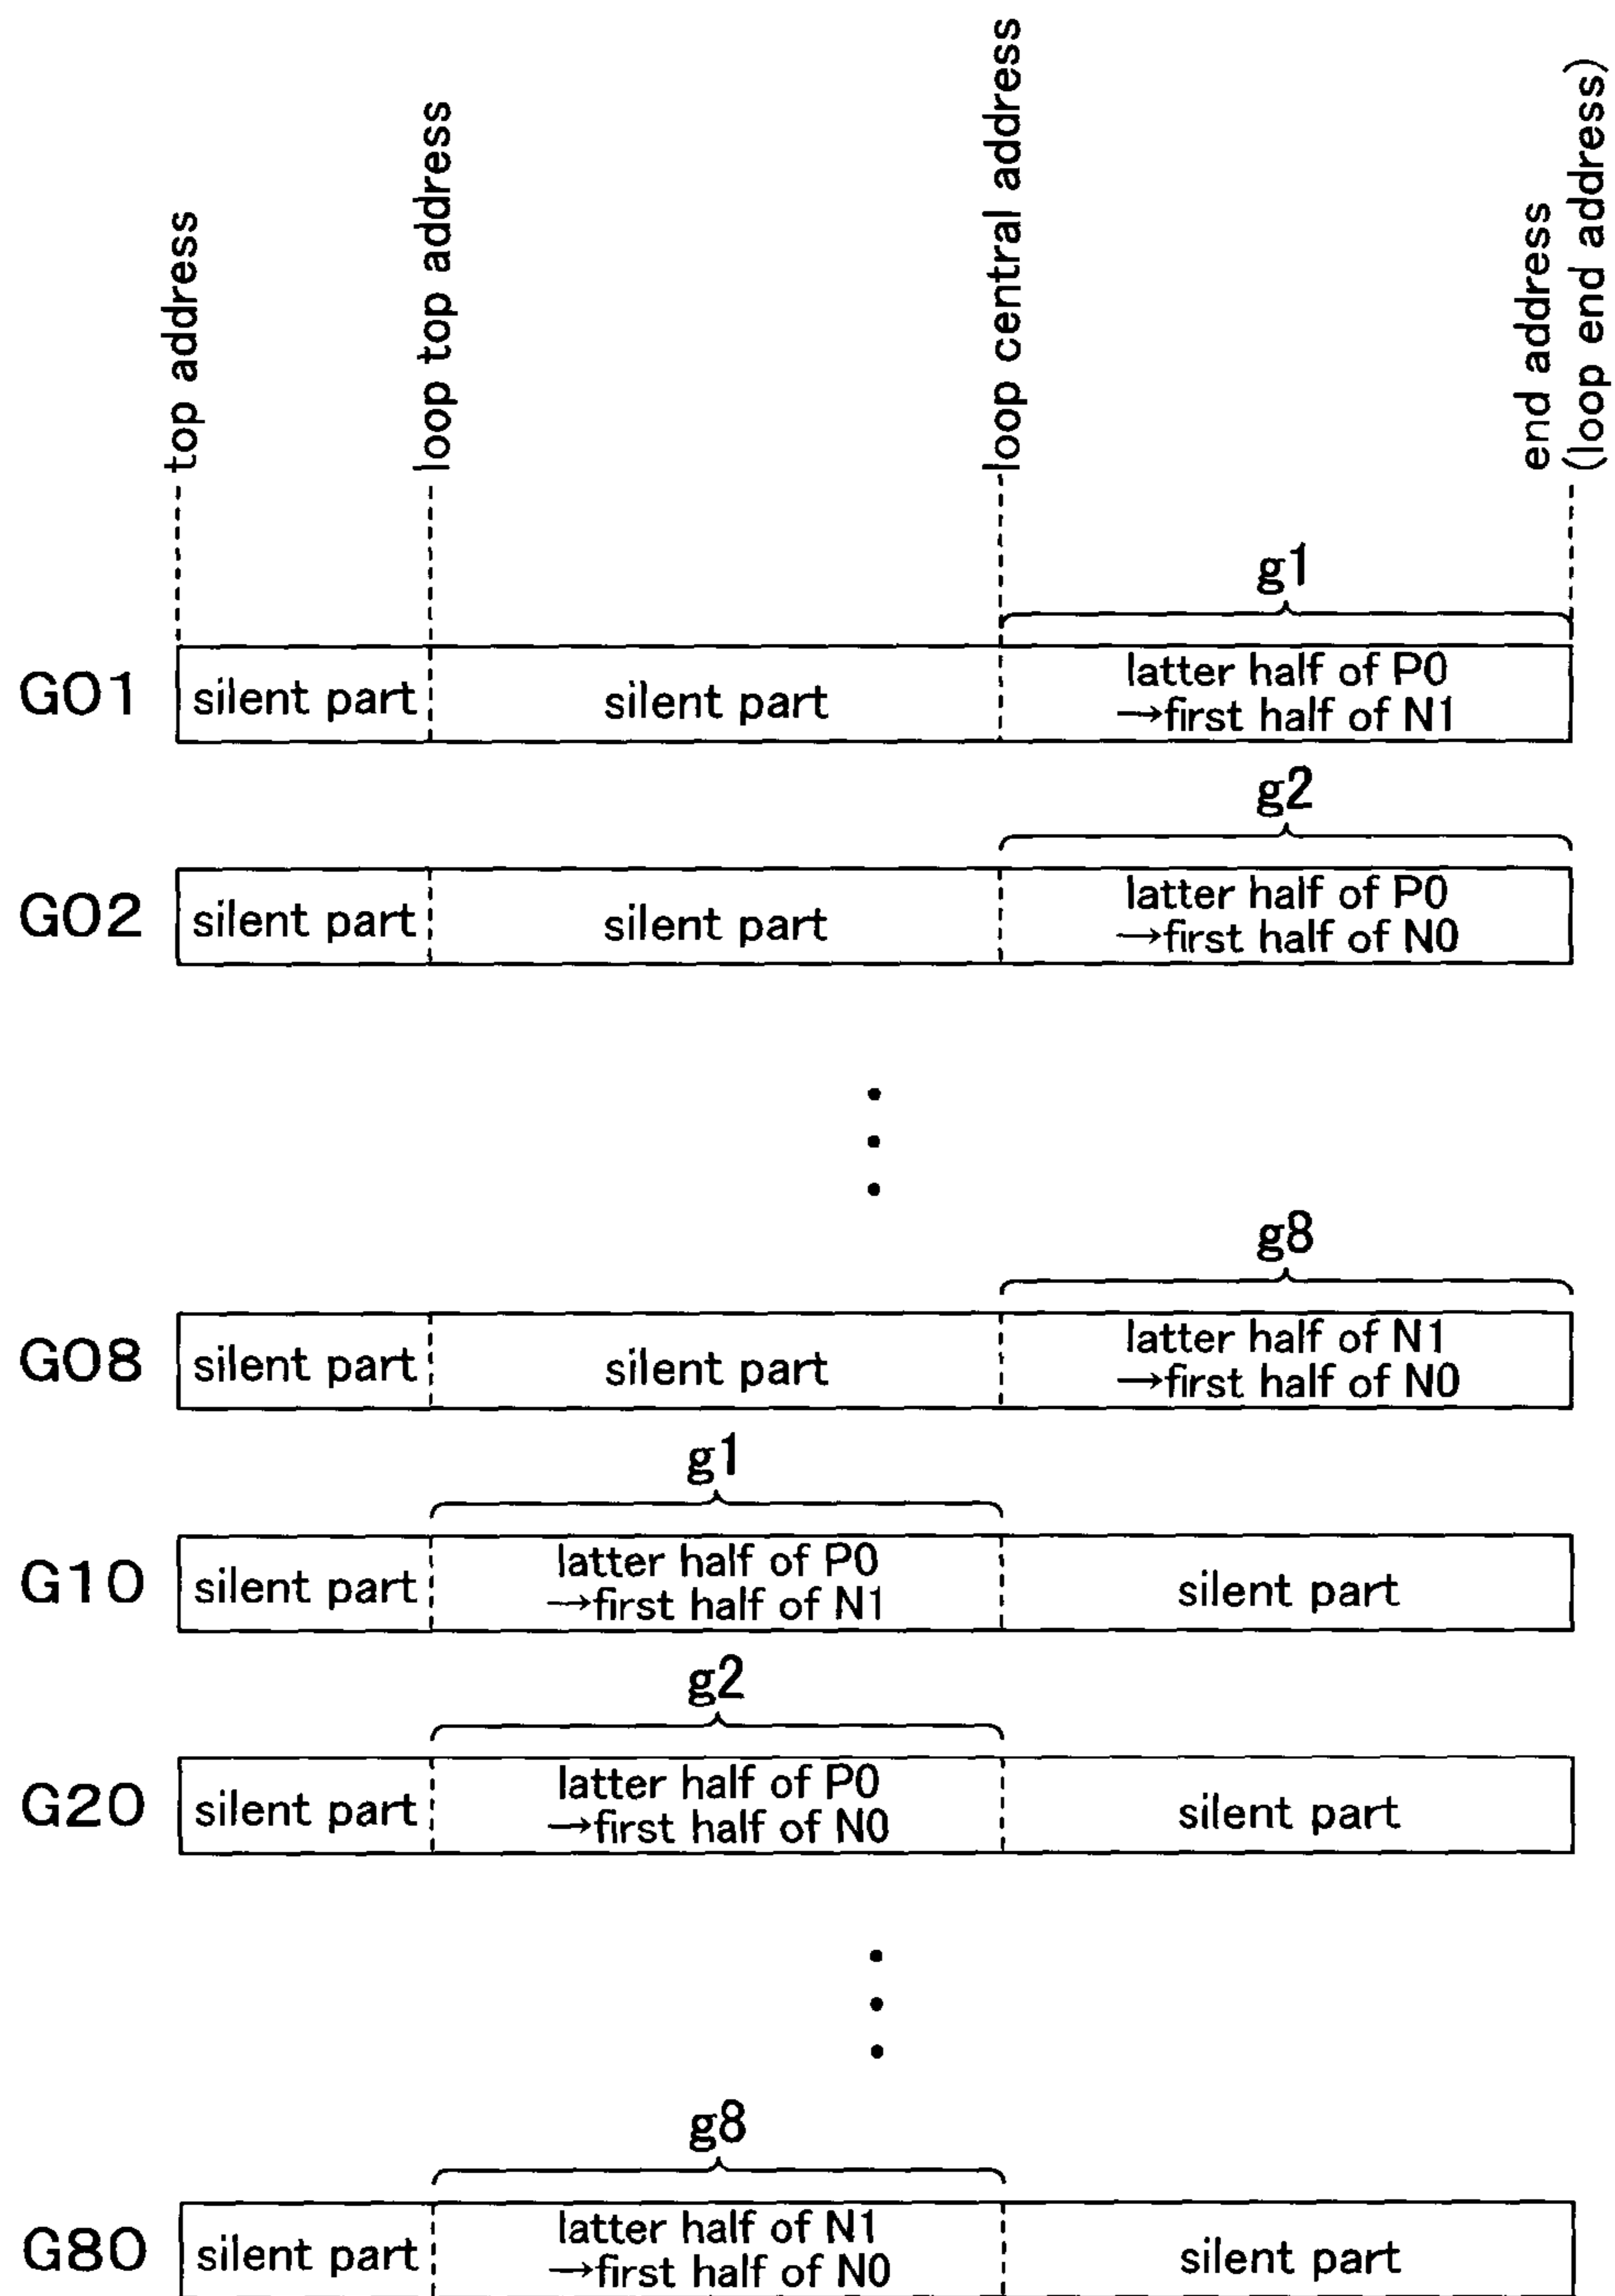 top address
loop top address
loop central address
end address
(loop end address)
g1
G01 silent part silent part latter half of P0
→first half of N1
g2
G02 silent part silent part latter half of P0
→first half of N0
g8
G08 silent part silent part latter half of N1
→first half of N0
g1
G10 silent part latter half of P0 silent part
→first half of N1
g2
G20 silent part latter half of P0 silent part
→first half of N0
g8
G80 silent part latter half of N1 silent part
→first half of N0